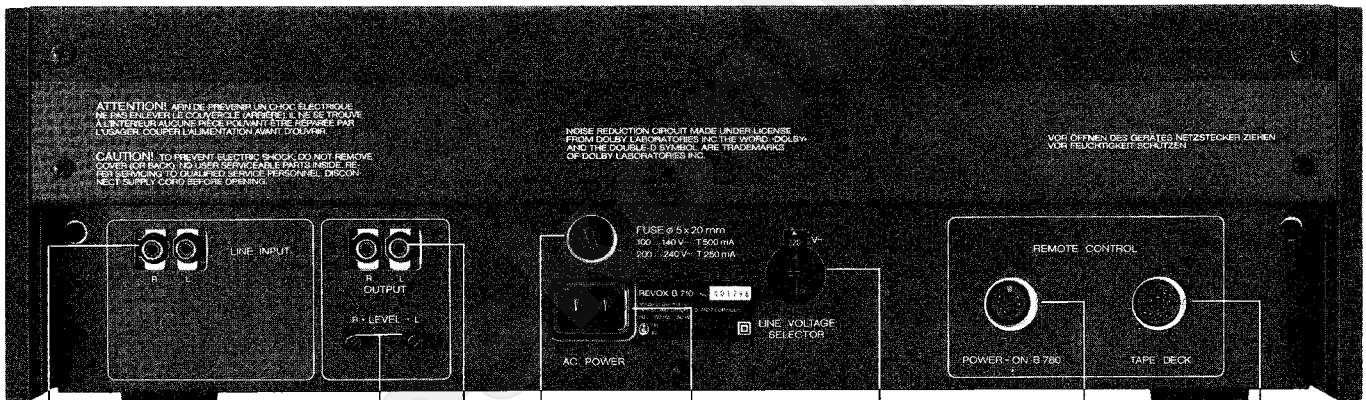 ATTENTION! AFIN DE PREVENIR UN CHOC ÉLECTRIQUE
NE PAS ENLEVER LE COUVERCLE (ARRIÈRE). IL NE SE TROUVE
À L'INTERIEUR AUCUNE PIÈCE POUVANT ÊTRE RÉPARÉE PAR
L'USAGER. COUPER L'ALIMENTATION AVANT D'OUVRIR.
CAUTION! TO PREVENT ELECTRIC SHOCK, DO NOT REMOVE
COVER (OR BACK). NO USER SERVICEABLE PARTS INSIDE. RE-
FER SERVICING TO QUALIFIED SERVICE PERSONNEL. DISCON-
NECT SUPPLY CORD BEFORE OPENING.
NOISE REDUCTION CIRCUIT MADE UNDER LICENSE
FROM DOLBY LABORATORIES INC. THE WORD «DOLBY»
AND THE DOUBLE-D SYMBOL ARE TRADEMARKS
OF DOLBY LABORATORIES INC.
VOR ÖFFNEN DES GERÄTES NETZSTECKER ZIEHEN
VOR FEUCHTIGKEIT SCHÜTZEN
LINE INPUT
R L
R L
OUTPUT
R • LEVEL • L
FUSE ø 5 x 20 mm
100 ... 140 V~ T 500 mA
200 ... 240 V~ T 250 mA
REVOX B 710
AC POWER
V~
LINE VOLTAGE
SELECTOR
REMOTE CONTROL
POWER-ON B 780
TAPE DECK